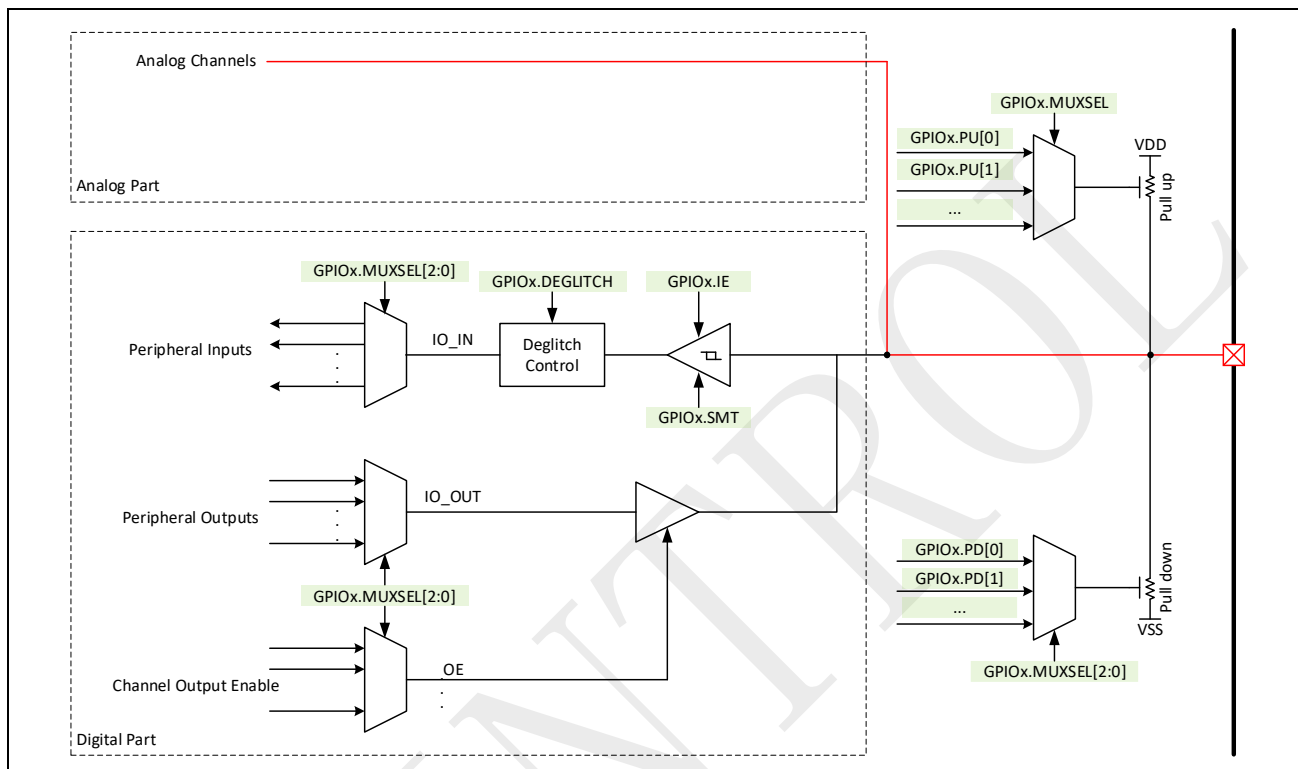 Analog Channels
Analog Part
GPIOx.MUXSEL
GPIOx.PU[0]
GPIOx.PU[1]
...
VDD
Pull up
GPIOx.MUXSEL[2:0]
GPIOx.DEGLITCH
GPIOx.IE
Peripheral Inputs
IO_IN
Deglitch
Control
GPIOx.SMT
Peripheral Outputs
IO_OUT
GPIOx.MUXSEL[2:0]
Channel Output Enable
OE
Digital Part
GPIOx.PD[0]
GPIOx.PD[1]
...
Pull down
VSS
GPIOx.MUXSEL[2:0]
NTROL